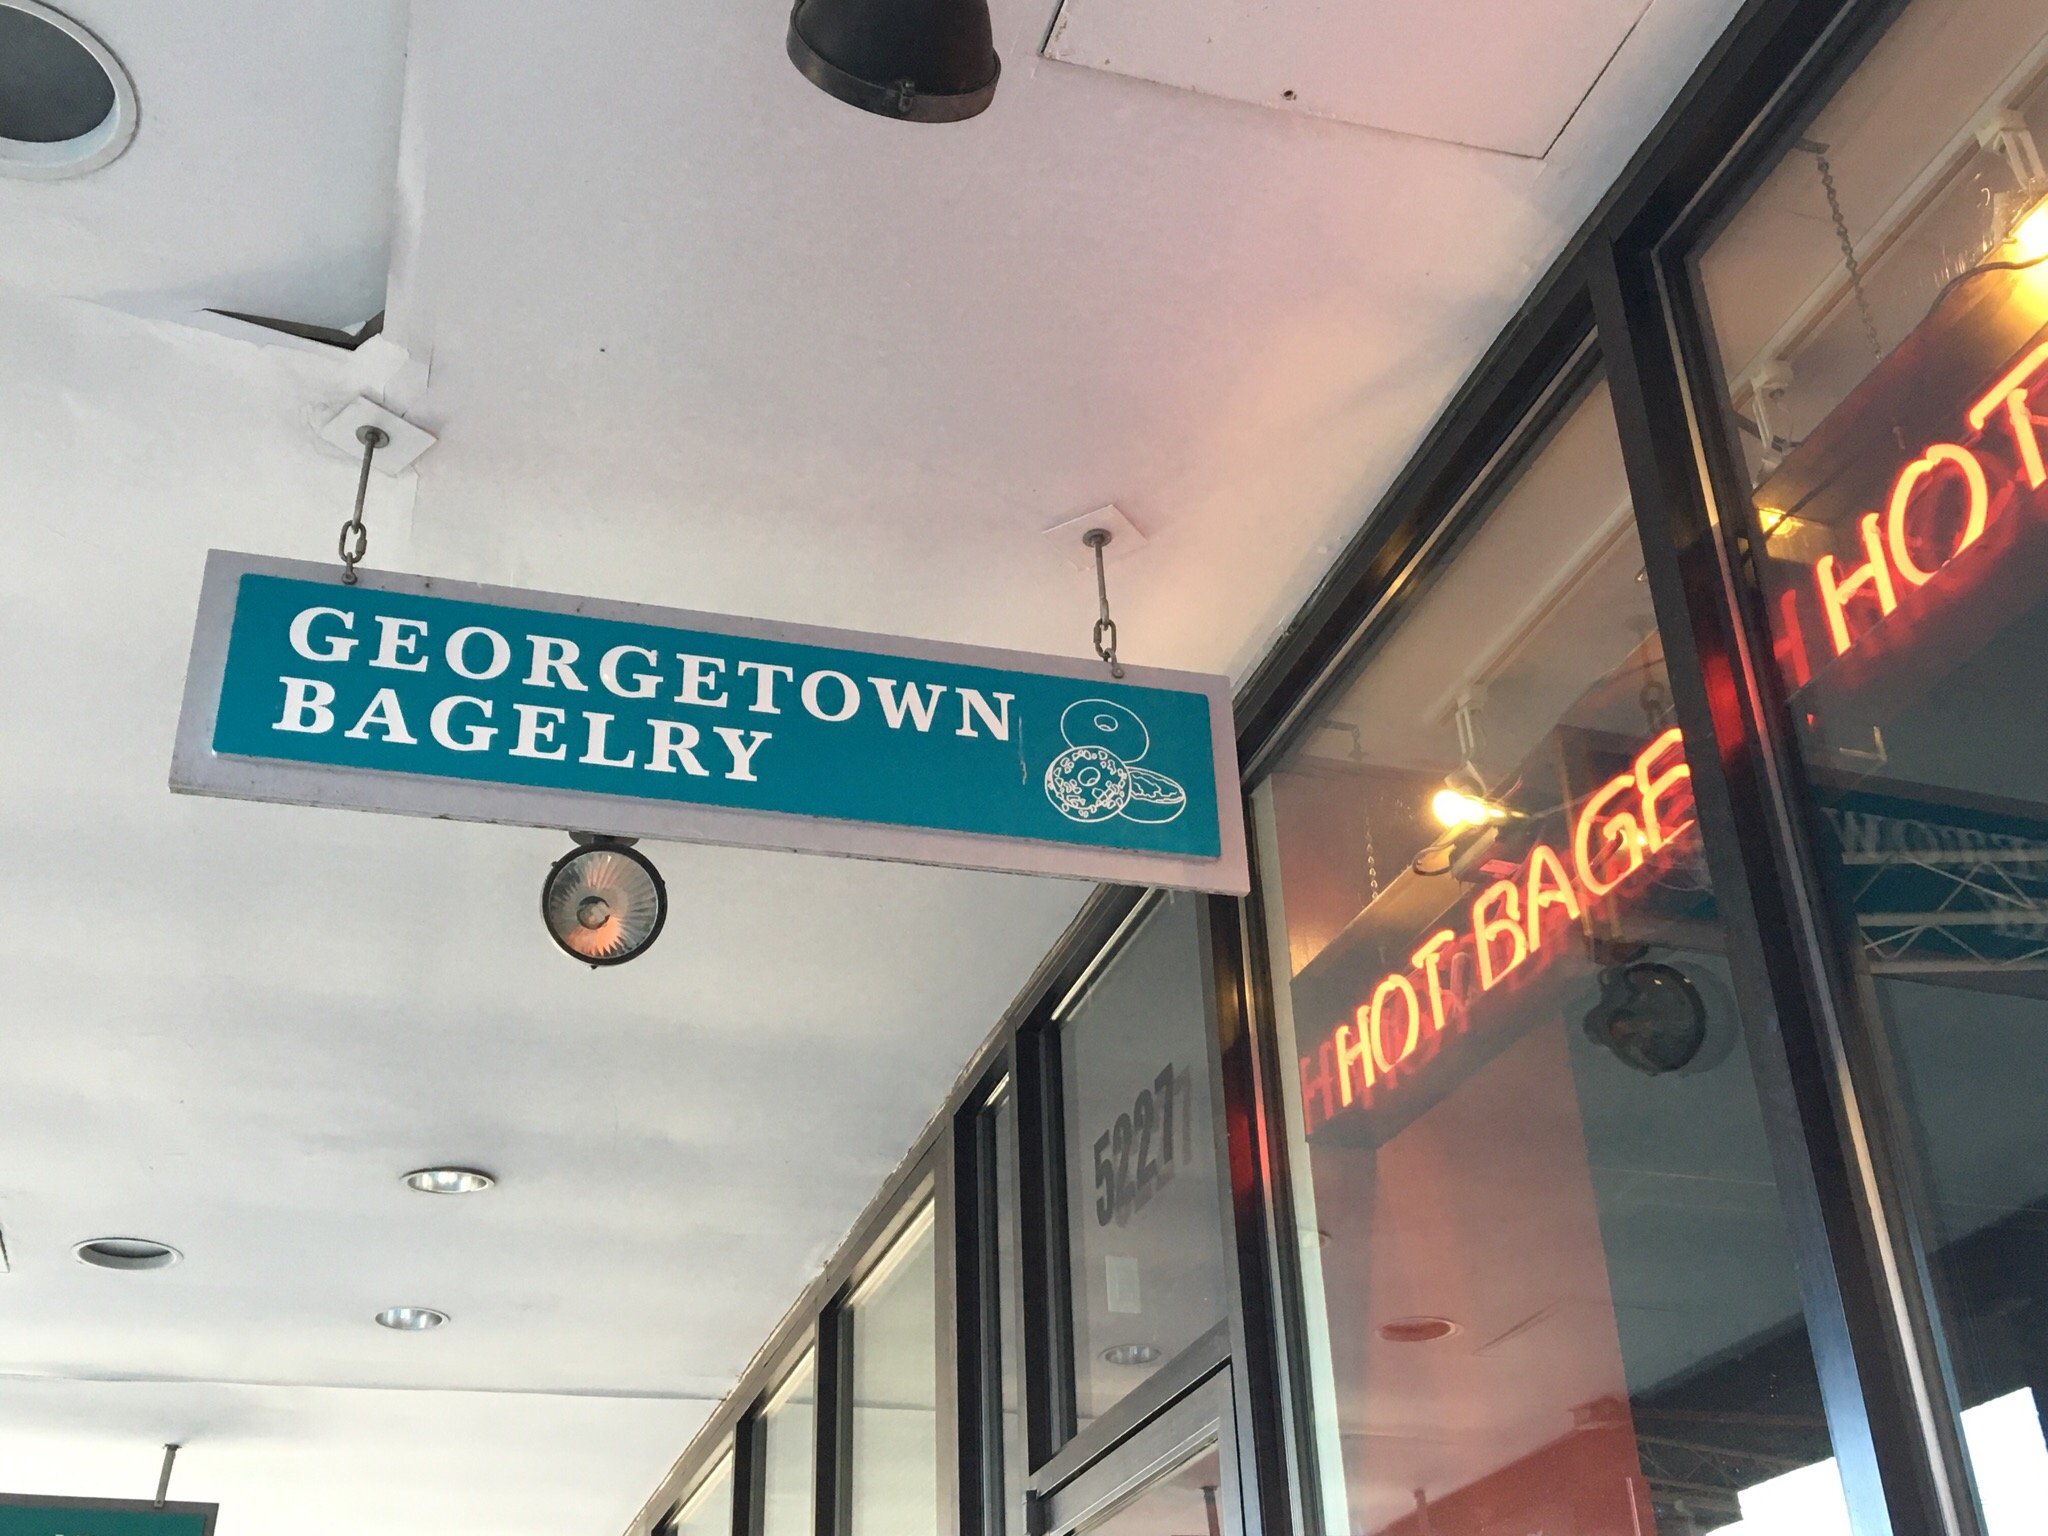 GEORGETOWN
BAGELRY
HOT
HOT BAGE
5227